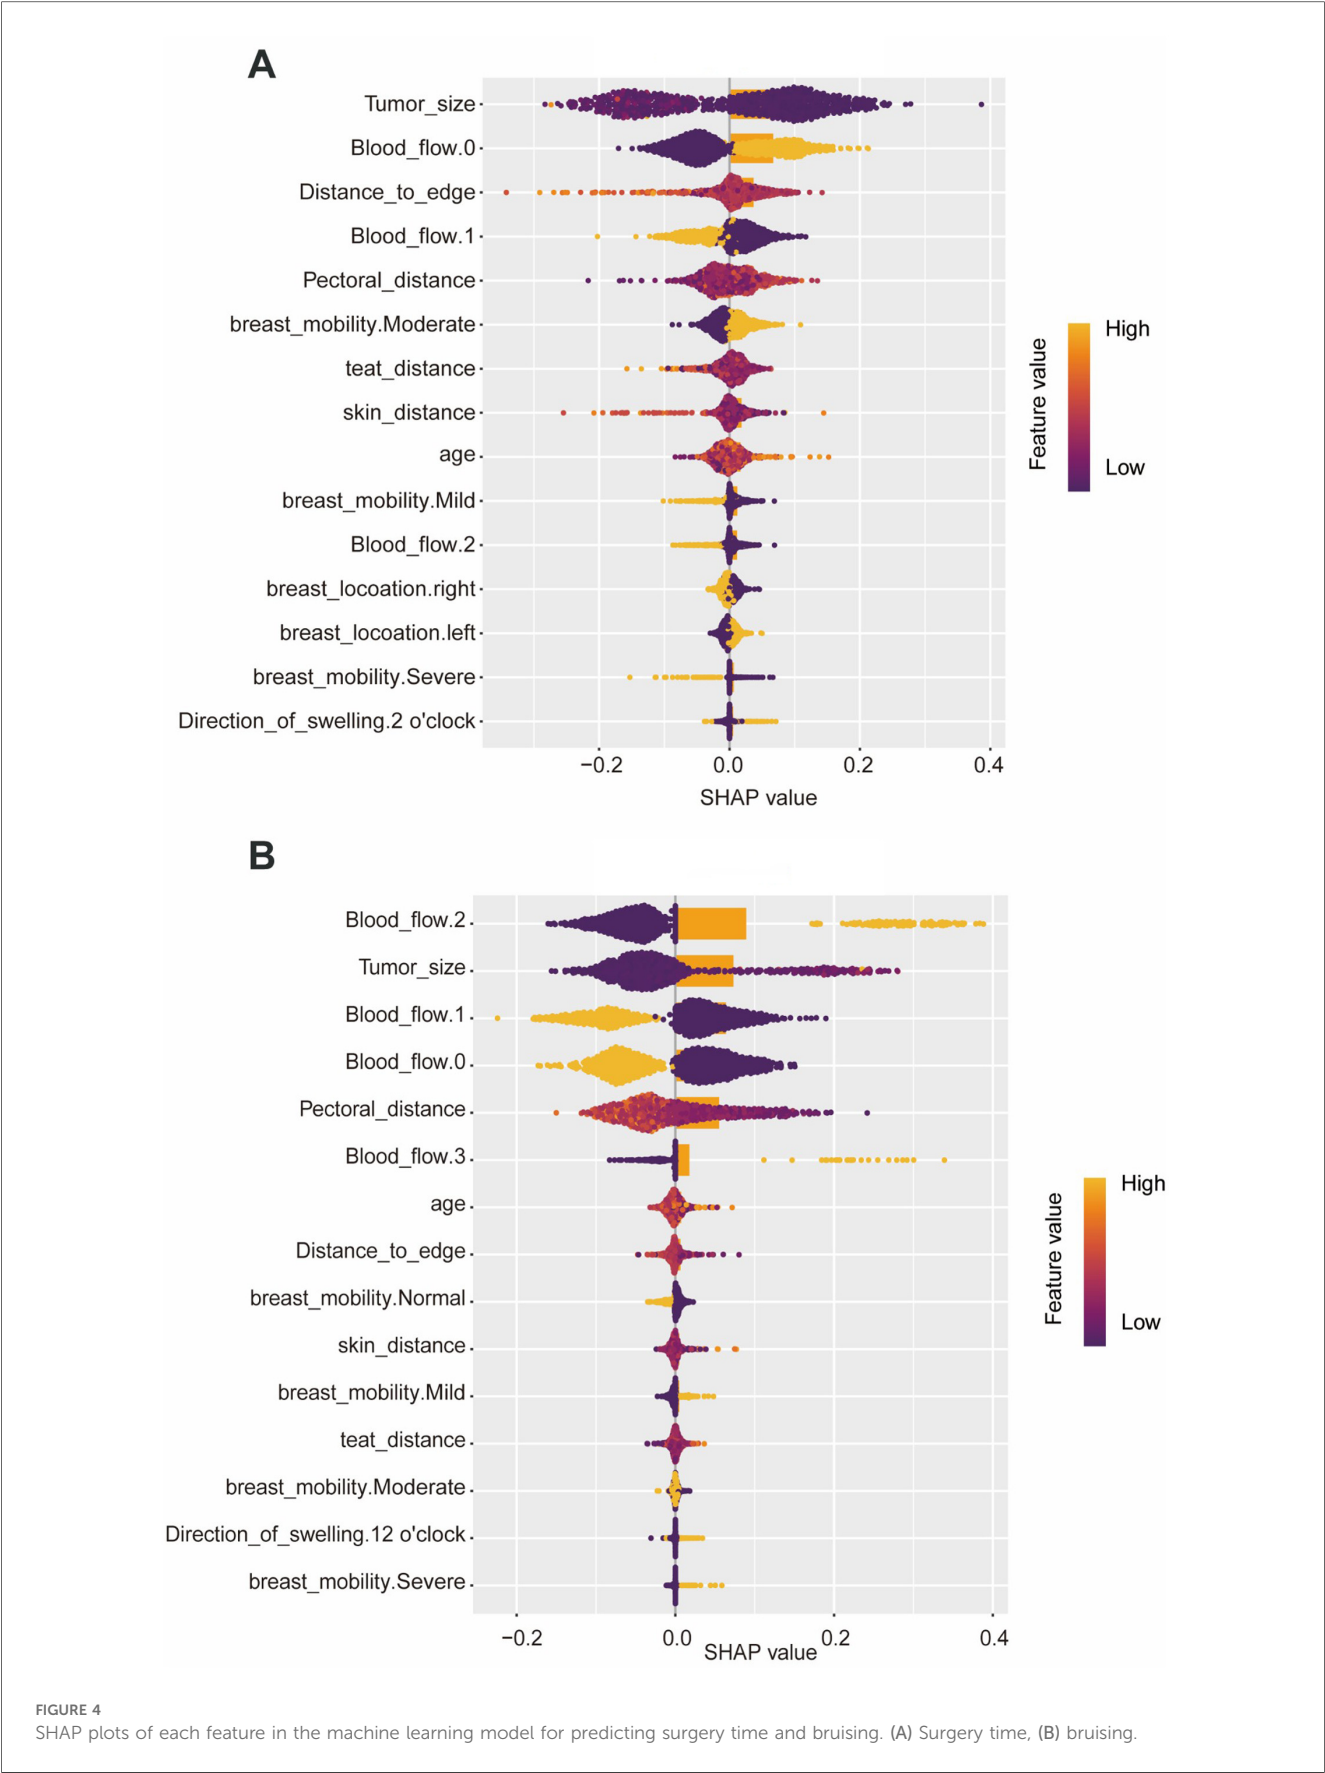 A
Tumor_size
Blood_flow.0
Distance_to_edge
Blood_flow.1
Pectoral_distance
breast_mobility.Moderate
teat_distance
skin_distance
age
breast_mobility.Mild
Blood_flow.2
breast_locoation.right
breast_locoation.left
breast_mobility.Severe
Direction_of_swelling.2 o'clock
−0.2 0.0 0.2 0.4
SHAP value
Feature value
High
Low
B
Blood_flow.2
Tumor_size
Blood_flow.1
Blood_flow.0
Pectoral_distance
Blood_flow.3
age
Distance_to_edge
breast_mobility.Normal
skin_distance
breast_mobility.Mild
teat_distance
breast_mobility.Moderate
Direction_of_swelling.12 o'clock
breast_mobility.Severe
−0.2 0.0 0.2 0.4
SHAP value
Feature value
High
Low
FIGURE 4
SHAP plots of each feature in the machine learning model for predicting surgery time and bruising. (A) Surgery time, (B) bruising.